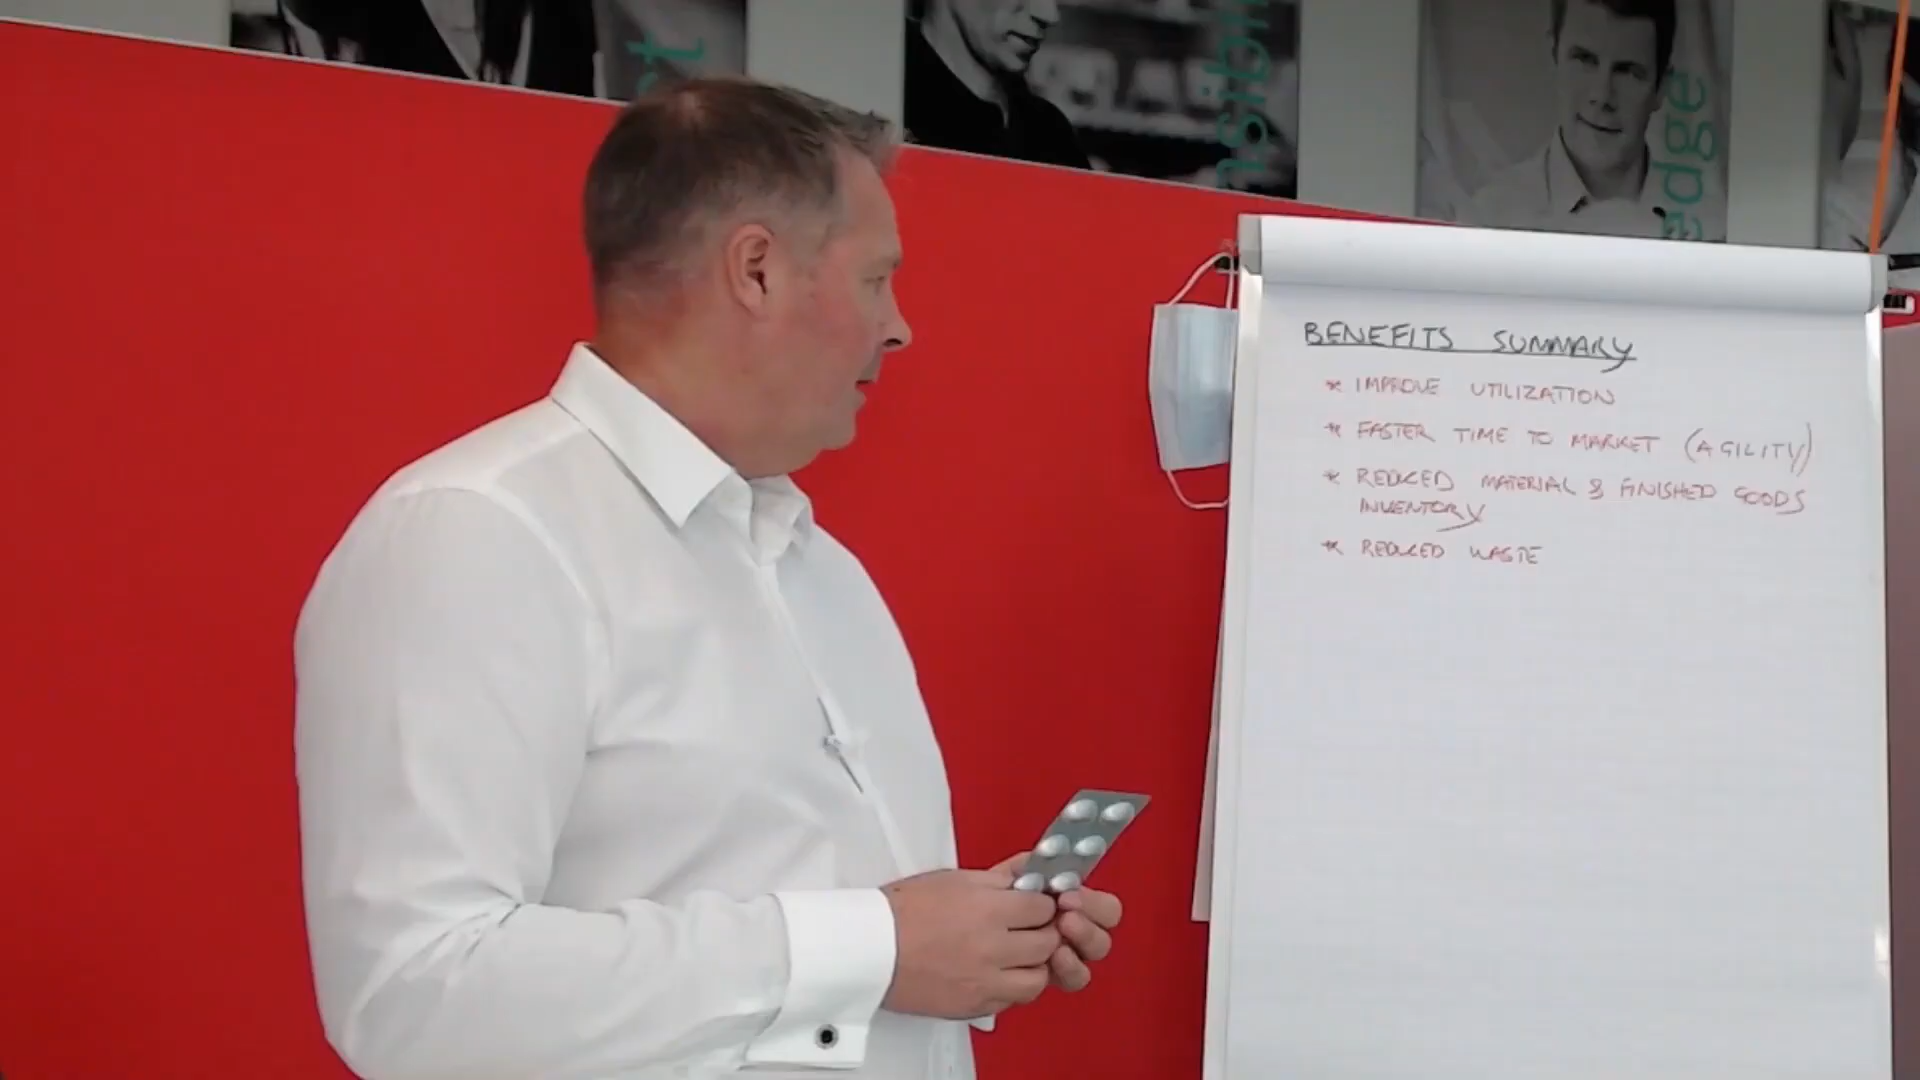 BENEFITS SUMMARY
* IMPROVE UTILIZATION
* FASTER TIME TO MARKET (AGILITY)
* REDUCED MATERIAL & FINISHED GOODS
INVENTORY
* REDUCED WASTE
edge